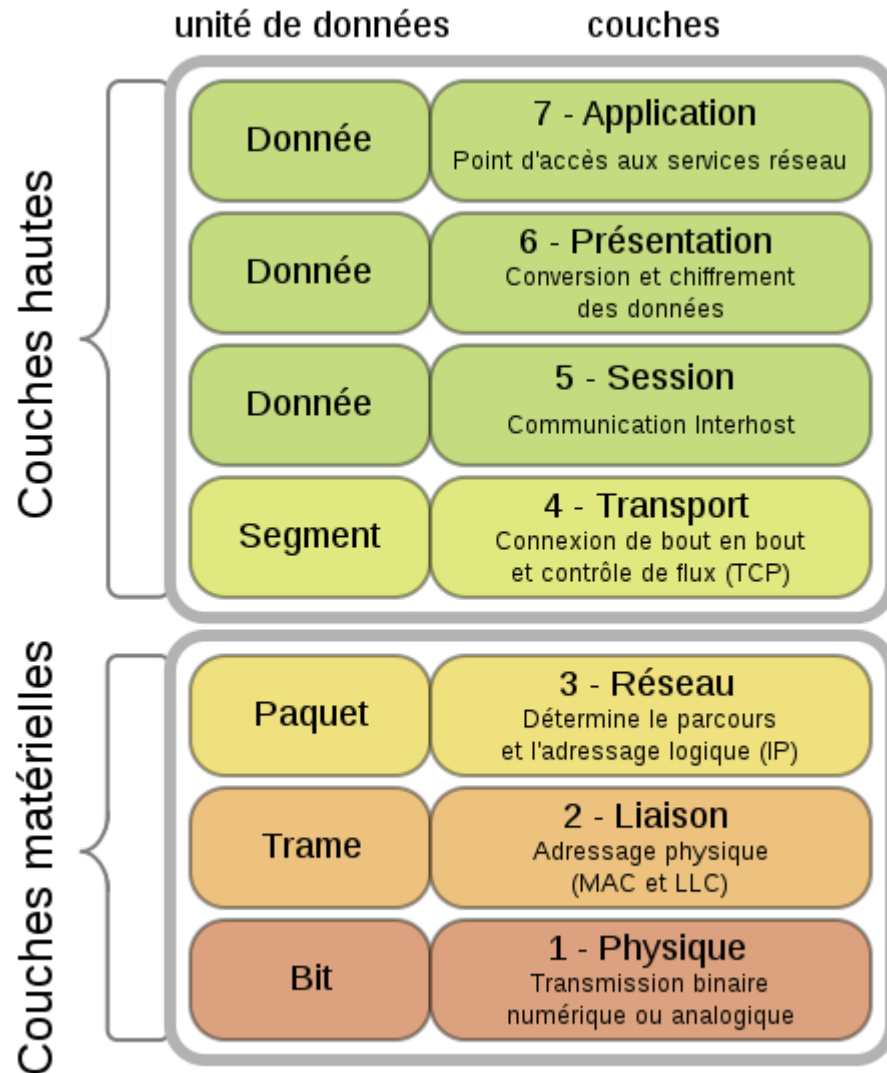 unité de données
couches
Couches hautes
Donnée
7 - Application
Point d'accès aux services réseau
Donnée
6 - Présentation
Conversion et chiffrement
des données
Donnée
5 - Session
Communication Interhost
Segment
4 - Transport
Connexion de bout en bout
et contrôle de flux (TCP)
Couches matérielles
Paquet
3 - Réseau
Détermine le parcours
et l'adressage logique (IP)
Trame
2 - Liaison
Adressage physique
(MAC et LLC)
Bit
1 - Physique
Transmission binaire
numérique ou analogique